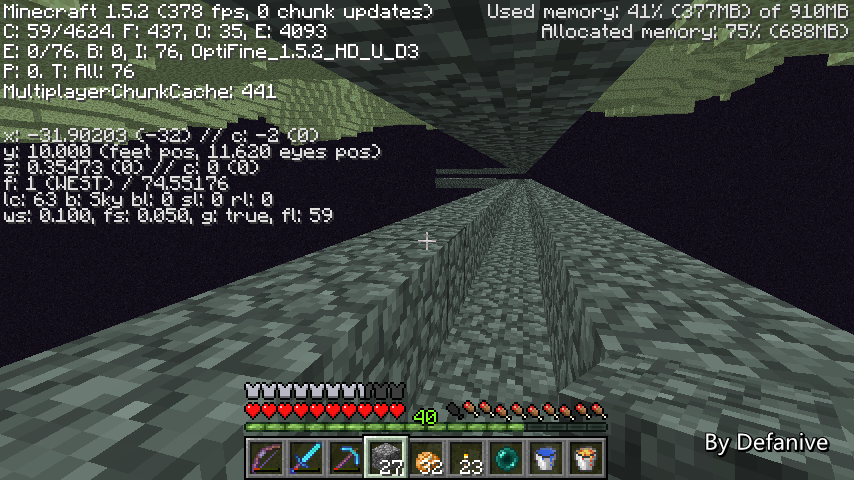 Minecraft 1.5.2 (378 fps, 0 chunk updates)
C: 59/4624. F: 437, O: 35, E: 4093
E: 0/76. B: 0, I: 76, OptiFine_1.5.2_HD_U_D3
P: 0. T: All: 76
MultiplayerChunkCache: 441
x: -31.90203 (-32) // c: -2 (0)
y: 10.000 (feet pos, 11.620 eyes pos)
z: 0.35473 (0) // c: 0 (0)
f: 1 (WEST) / 74.55176
lc: 63 b: Sky bl: 0 sl: 0 rl: 0
ws: 0.100, fs: 0.050, g: true, fl: 59
Used memory: 41% (377MB) of 910MB
Allocated memory: 75% (688MB)
40
27 32 23
By Defanive